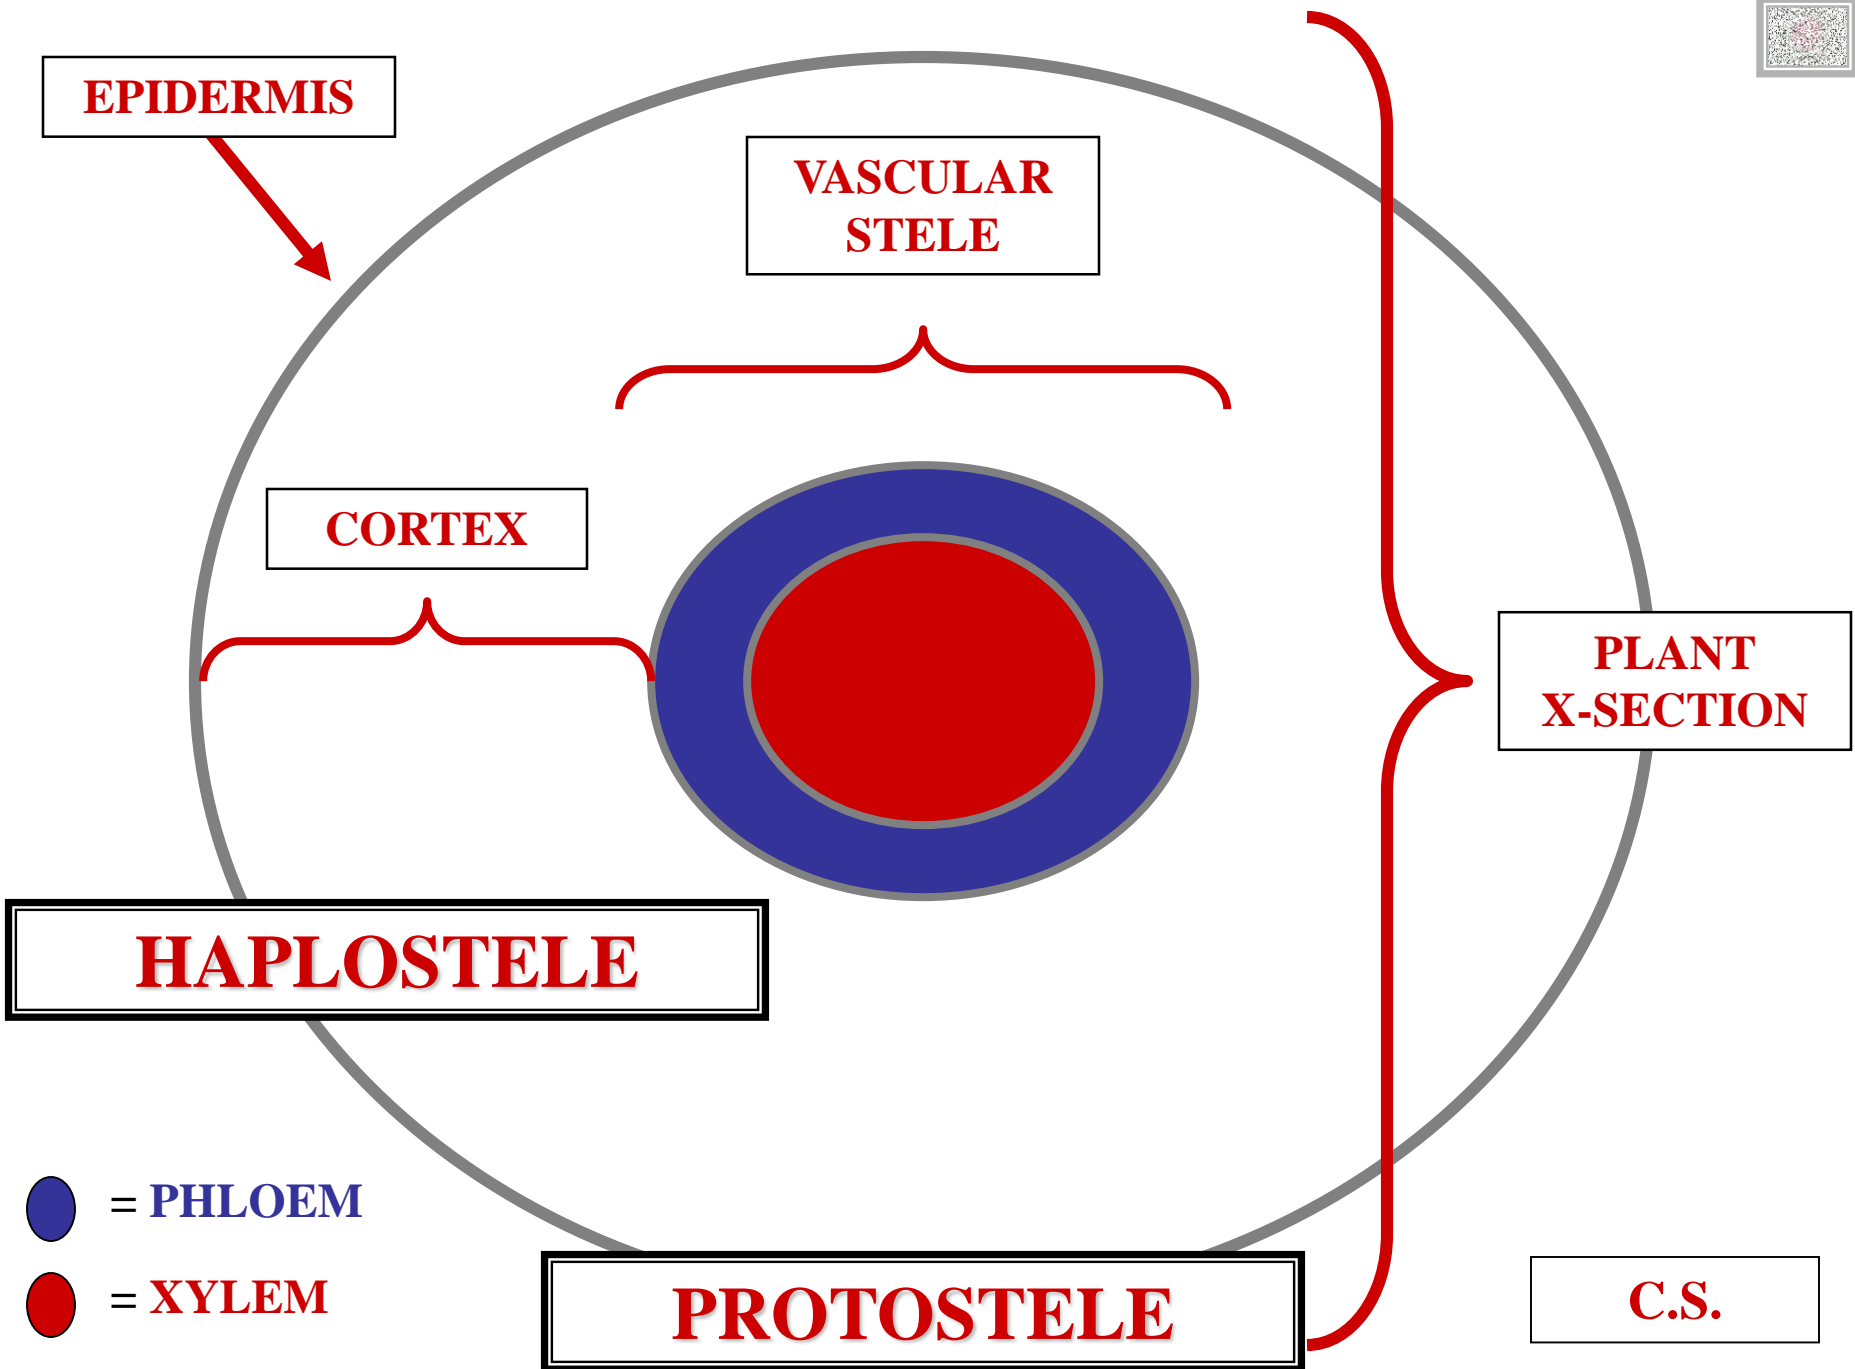 EPIDERMIS
VASCULAR
STELE
CORTEX
PLANT
X-SECTION
HAPLOSTELE
= PHLOEM
= XYLEM
PROTOSTELE
C.S.